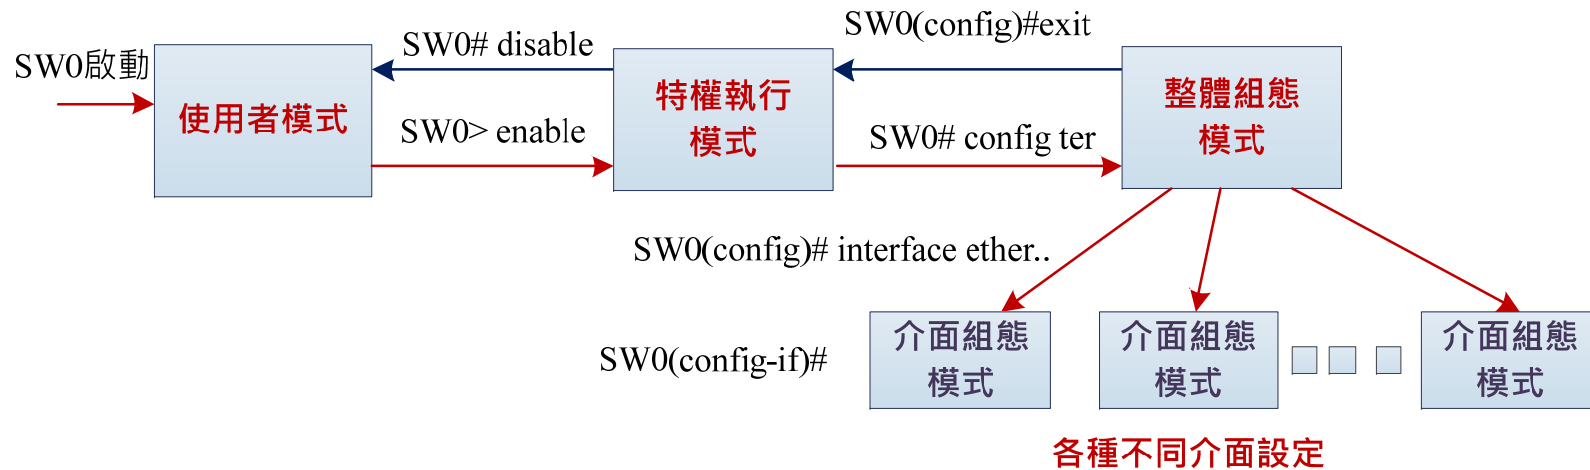 SW0(config)#exit
SW0# disable
SW0啟動
使用者模式
特權執行
模式
整體組態
模式
SW0> enable
SW0# config ter
SW0(config)# interface ether..
SW0(config-if)#
介面組態
模式
介面組態
模式
介面組態
模式
各種不同介面設定